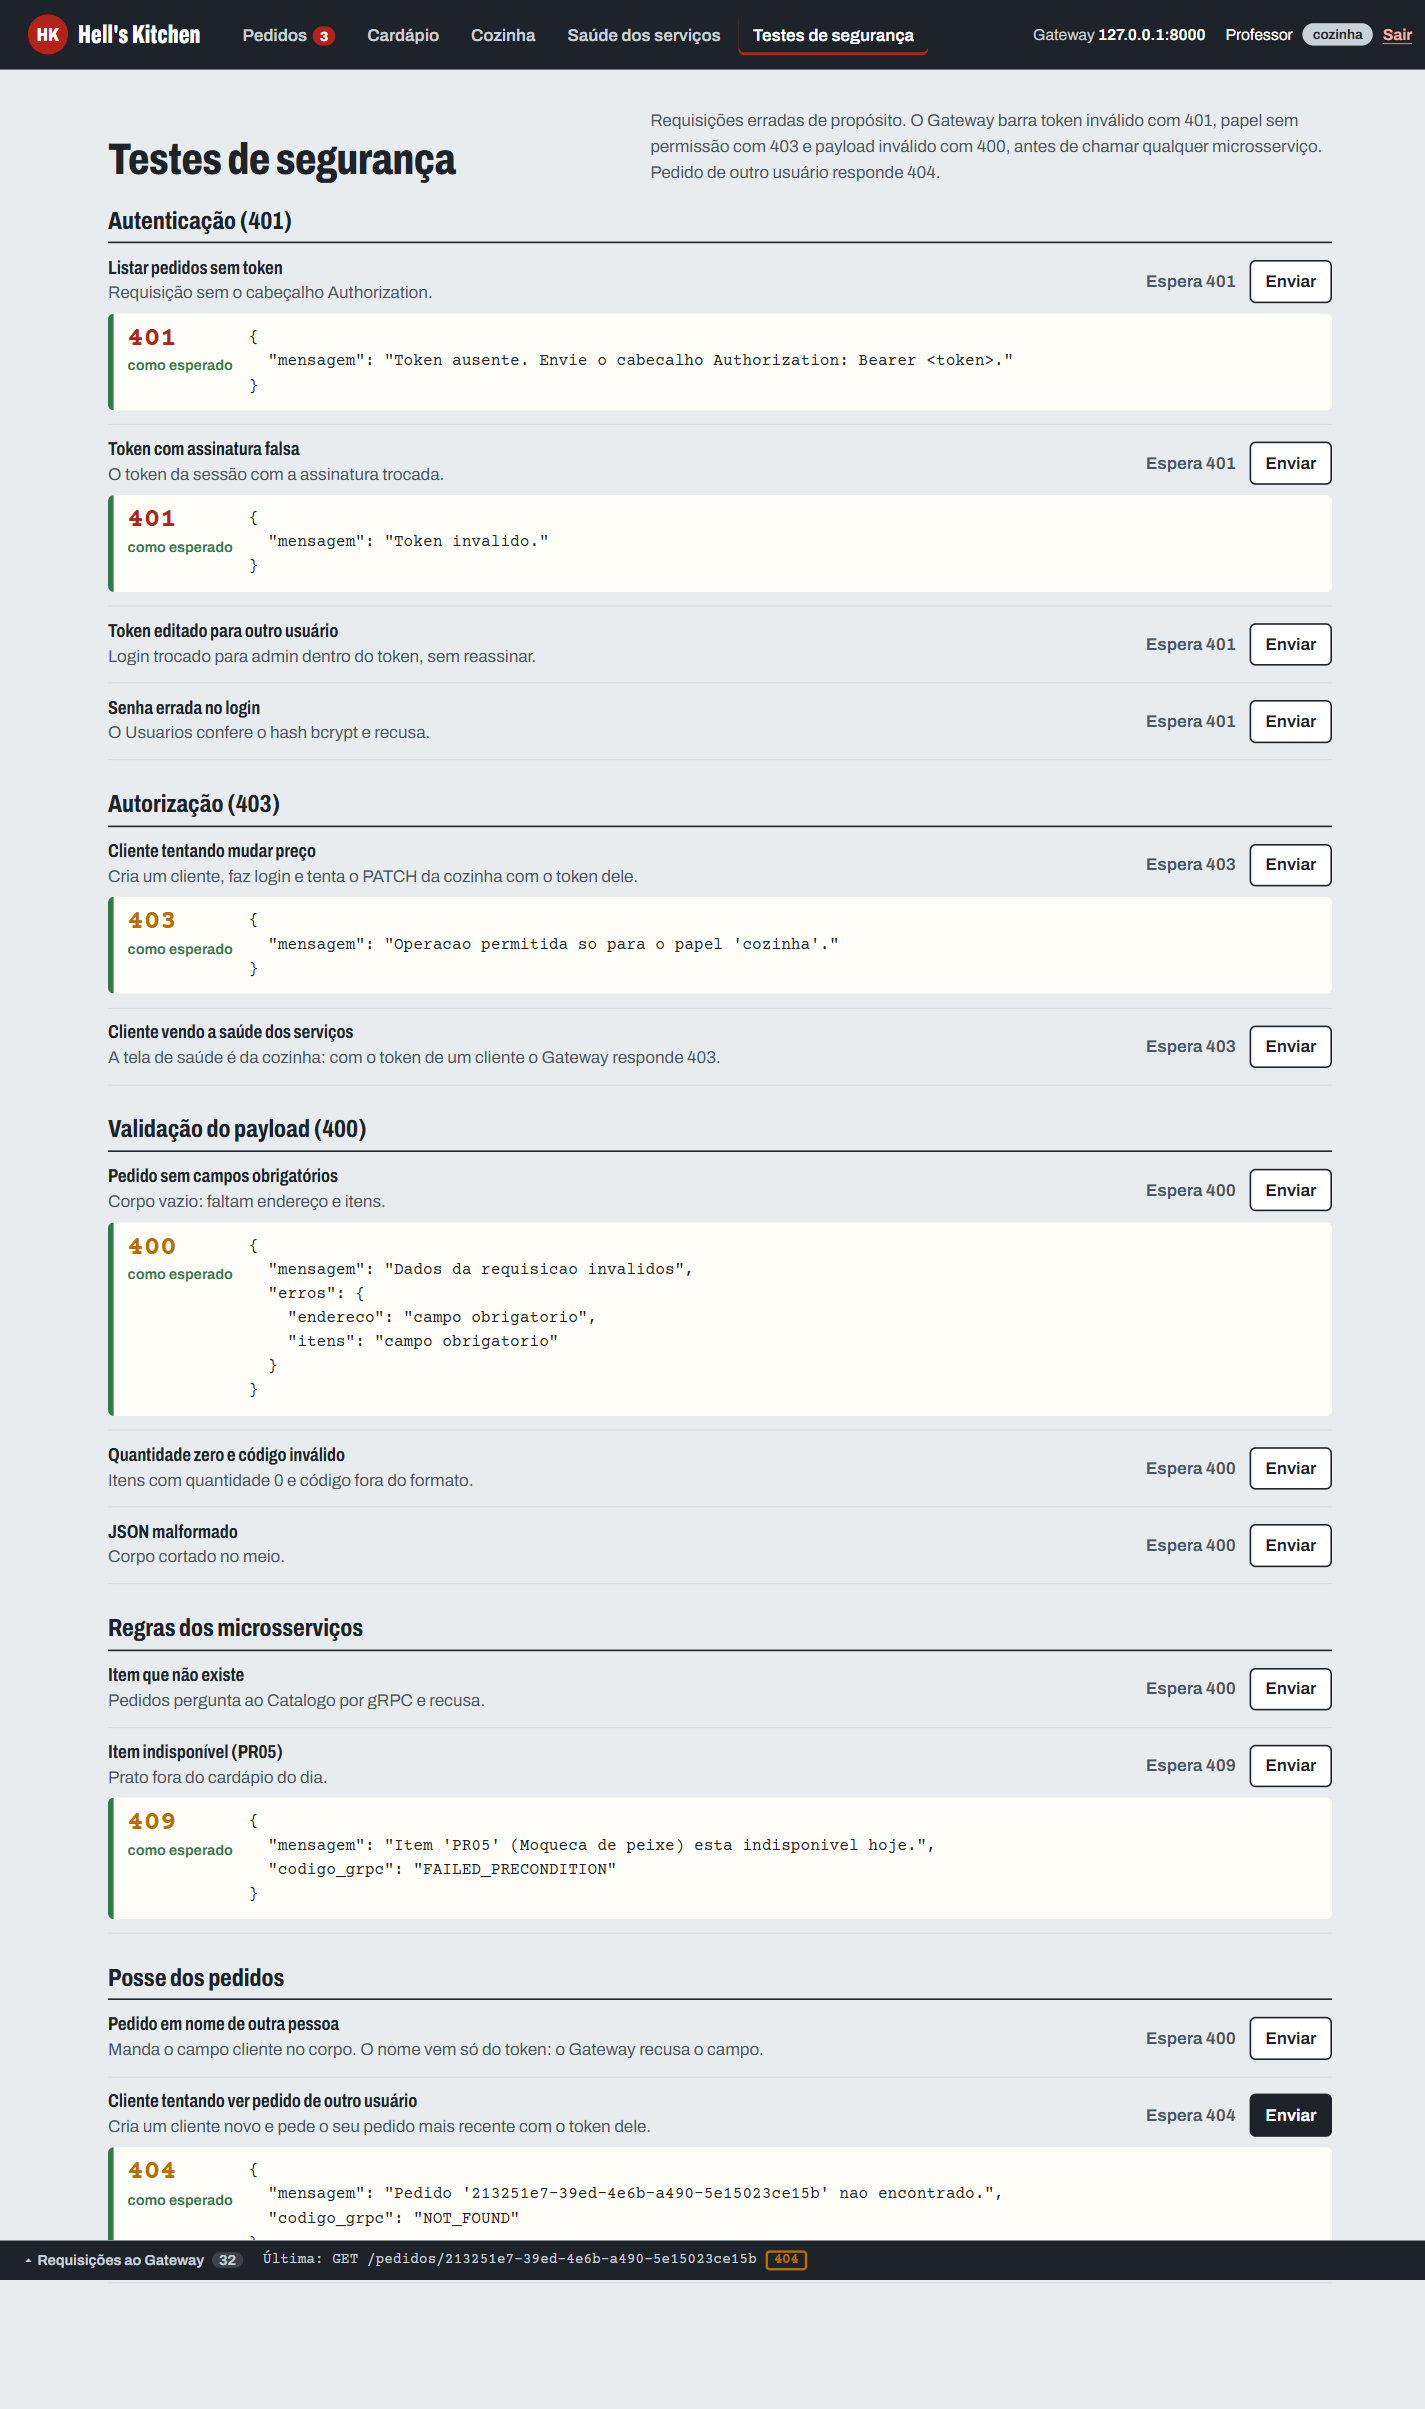 HK Hell's Kitchen Pedidos 3 Cardápio Cozinha Saúde dos serviços Testes de segurança Gateway 127.0.0.1:8000 Professor cozinha Sair
Testes de segurança
Requisições erradas de propósito. O Gateway barra token inválido com 401, papel sem
permissão com 403 e payload inválido com 400, antes de chamar qualquer microsserviço.
Pedido de outro usuário responde 404.
Autenticação (401)
Listar pedidos sem token
Requisição sem o cabeçalho Authorization.
Espera 401 Enviar
401
como esperado
{
"mensagem": "Token ausente. Envie o cabecalho Authorization: Bearer <token>."
}
Token com assinatura falsa
O token da sessão com a assinatura trocada.
Espera 401 Enviar
401
como esperado
{
"mensagem": "Token invalido."
}
Token editado para outro usuário
Login trocado para admin dentro do token, sem reassinar.
Espera 401 Enviar
Senha errada no login
O Usuarios confere o hash bcrypt e recusa.
Espera 401 Enviar
Autorização (403)
Cliente tentando mudar preço
Cria um cliente, faz login e tenta o PATCH da cozinha com o token dele.
Espera 403 Enviar
403
como esperado
{
"mensagem": "Operacao permitida so para o papel 'cozinha'."
}
Cliente vendo a saúde dos serviços
A tela de saúde é da cozinha: com o token de um cliente o Gateway responde 403.
Espera 403 Enviar
Validação do payload (400)
Pedido sem campos obrigatórios
Corpo vazio: faltam endereço e itens.
Espera 400 Enviar
400
como esperado
{
"mensagem": "Dados da requisicao invalidos",
"erros": {
"endereco": "campo obrigatorio",
"itens": "campo obrigatorio"
}
}
Quantidade zero e código inválido
Itens com quantidade 0 e código fora do formato.
Espera 400 Enviar
JSON malformado
Corpo cortado no meio.
Espera 400 Enviar
Regras dos microsserviços
Item que não existe
Pedidos pergunta ao Catalogo por gRPC e recusa.
Espera 400 Enviar
Item indisponível (PR05)
Prato fora do cardápio do dia.
Espera 409 Enviar
409
como esperado
{
"mensagem": "Item 'PR05' (Moqueca de peixe) esta indisponivel hoje.",
"codigo_grpc": "FAILED_PRECONDITION"
}
Posse dos pedidos
Pedido em nome de outra pessoa
Manda o campo cliente no corpo. O nome vem só do token: o Gateway recusa o campo.
Espera 400 Enviar
Cliente tentando ver pedido de outro usuário
Cria um cliente novo e pede o seu pedido mais recente com o token dele.
Espera 404 Enviar
404
como esperado
{
"mensagem": "Pedido '213251e7-39ed-4e6b-a490-5e15023ce15b' nao encontrado.",
"codigo_grpc": "NOT_FOUND"
Requisições ao Gateway 32 Última: GET /pedidos/213251e7-39ed-4e6b-a490-5e15023ce15b 404